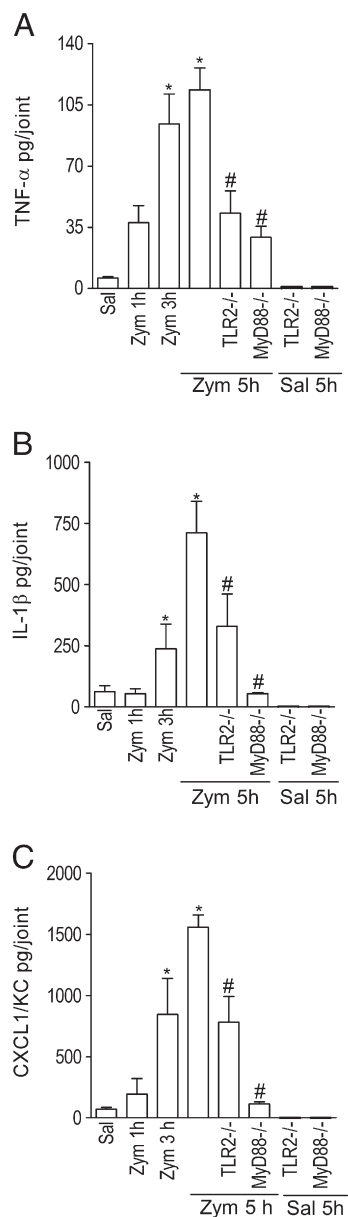 A
TNF-α pg/joint
140
105
70
35
0
*
*
#
#
Sal
Zym 1h
Zym 3h
TLR2-/-
MyD88-/-
TLR2-/-
MyD88-/-
Zym 5h
Sal 5h
B
IL-1β pg/joint
1000
750
500
250
0
*
*
#
#
Sal
Zym 1h
Zym 3h
TLR2-/-
MyD88-/-
TLR2-/-
MyD88-/-
Zym 5h
Sal 5h
C
CXCL1/KC pg/joint
2000
1500
1000
500
0
*
*
#
#
Sal
Zym 1h
Zym 3 h
TLR2-/-
MyD88-/-
TLR2-/-
MyD88-/-
Zym 5 h
Sal 5h